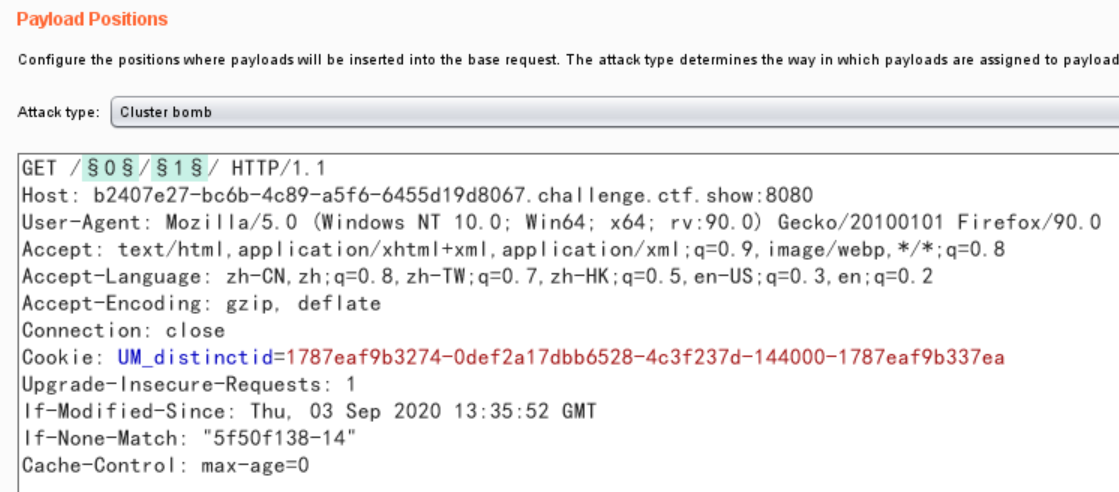 Payload Positions
Configure the positions where payloads will be inserted into the base request. The attack type determines the way in which payloads are assigned to payload
Attack type: Cluster bomb
GET /§0§/§1§/ HTTP/1.1
Host: b2407e27-bc6b-4c89-a5f6-6455d19d8067.challenge.ctf.show:8080
User-Agent: Mozilla/5.0 (Windows NT 10.0; Win64; x64; rv:90.0) Gecko/20100101 Firefox/90.0
Accept: text/html,application/xhtml+xml,application/xml;q=0.9,image/webp,*/*;q=0.8
Accept-Language: zh-CN,zh;q=0.8,zh-TW;q=0.7,zh-HK;q=0.5,en-US;q=0.3,en;q=0.2
Accept-Encoding: gzip, deflate
Connection: close
Cookie: UM_distinctid=1787eaf9b3274-0def2a17dbb6528-4c3f237d-144000-1787eaf9b337ea
Upgrade-Insecure-Requests: 1
If-Modified-Since: Thu, 03 Sep 2020 13:35:52 GMT
If-None-Match: "5f50f138-14"
Cache-Control: max-age=0